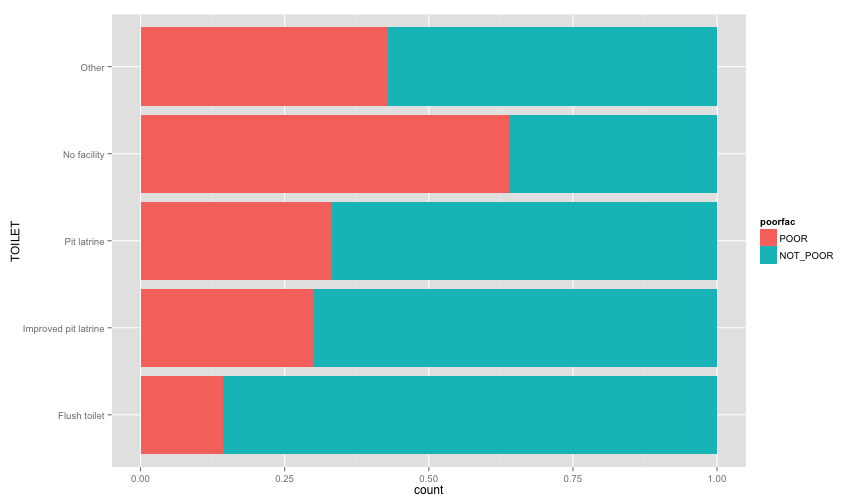 TOILET
Other
No facility
Pit latrine
Improved pit latrine
Flush toilet
0.00 0.25 0.50 0.75 1.00
count
poorfac
POOR
NOT_POOR